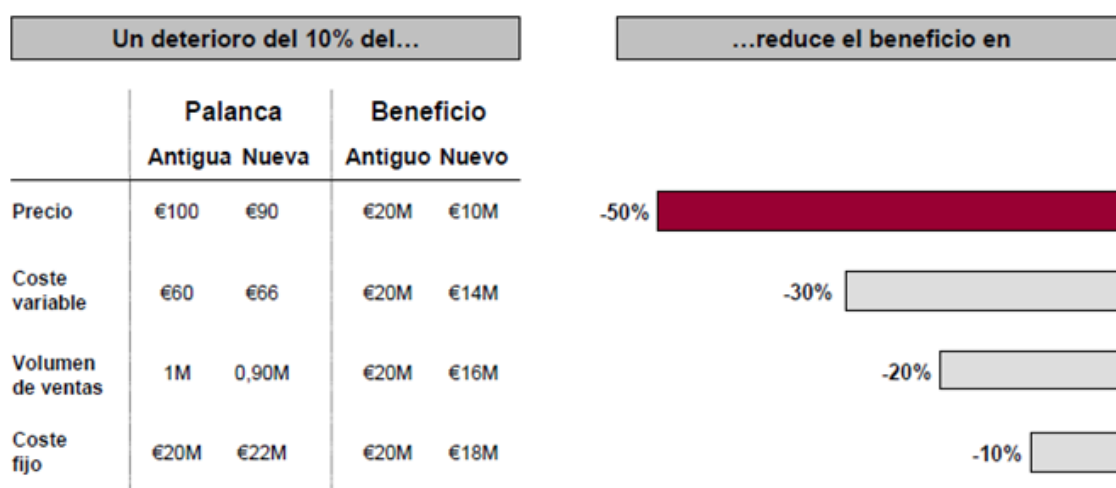 Un deterioro del 10% del…
…reduce el beneficio en
Palanca Beneficio
Antigua Nueva Antiguo Nuevo
Precio €100 €90 €20M €10M -50%
Coste
variable €60 €66 €20M €14M -30%
Volumen
de ventas 1M 0,90M €20M €16M -20%
Coste
fijo €20M €22M €20M €18M -10%